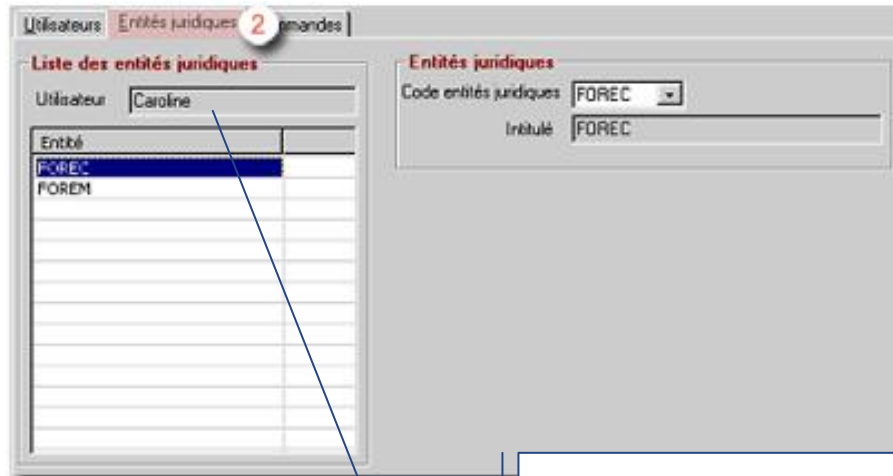 Utilisateurs Entités juridiques 2 mmandes
Liste des entités juridiques
Utilisateur Caroline
Entité
FOREC
FOREM
Entités juridiques
Code entités juridiques FOREC
Intitulé FOREC